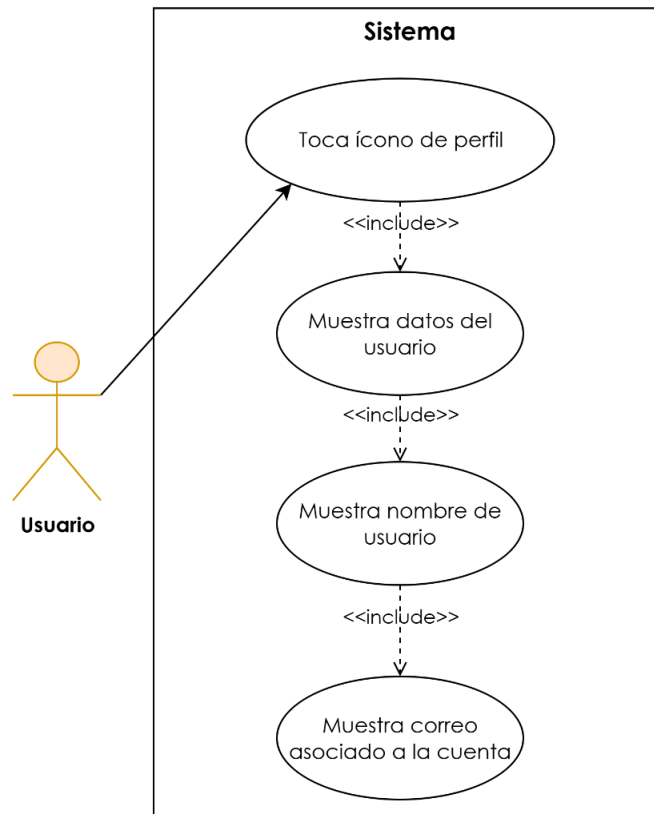 Sistema
Toca ícono de perfil
<<include>>
Muestra datos del
usuario
<<include>>
Muestra nombre de
usuario
<<include>>
Muestra correo
asociado a la cuenta
Usuario